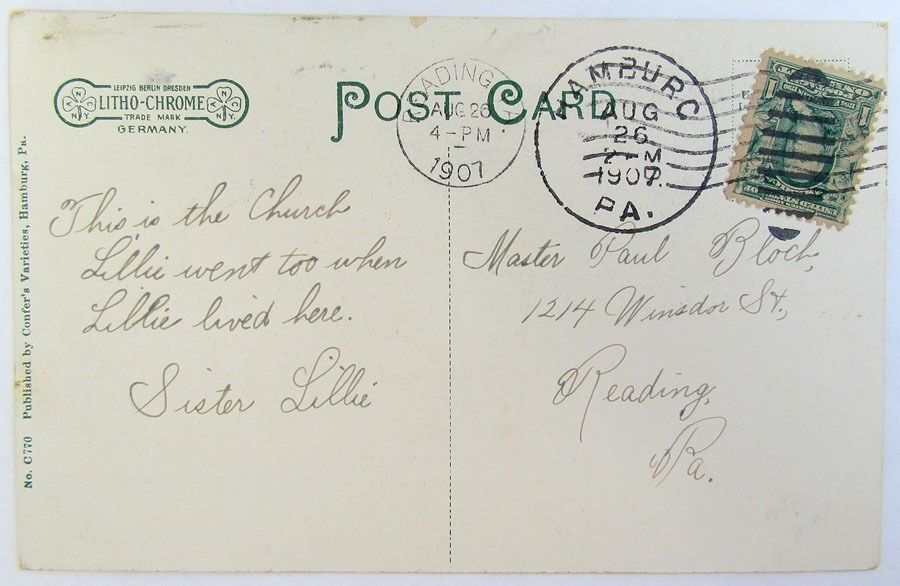 LEIPZIG BERLIN DRESDEN
LITHO-CHROME
TRADE MARK
GERMANY.
POST CARD
READING
AUG 26
4-PM
1907
HAMBURG
AUG
26
2-M
1907
PA.
This is the Church
Lillie went too when
Lillie lived here.
Sister Lillie
Master Paul Bloch,
1214 Winsdor St.,
Reading,
Pa.
No. C770 Published by Confer's Varieties, Hamburg, Pa.